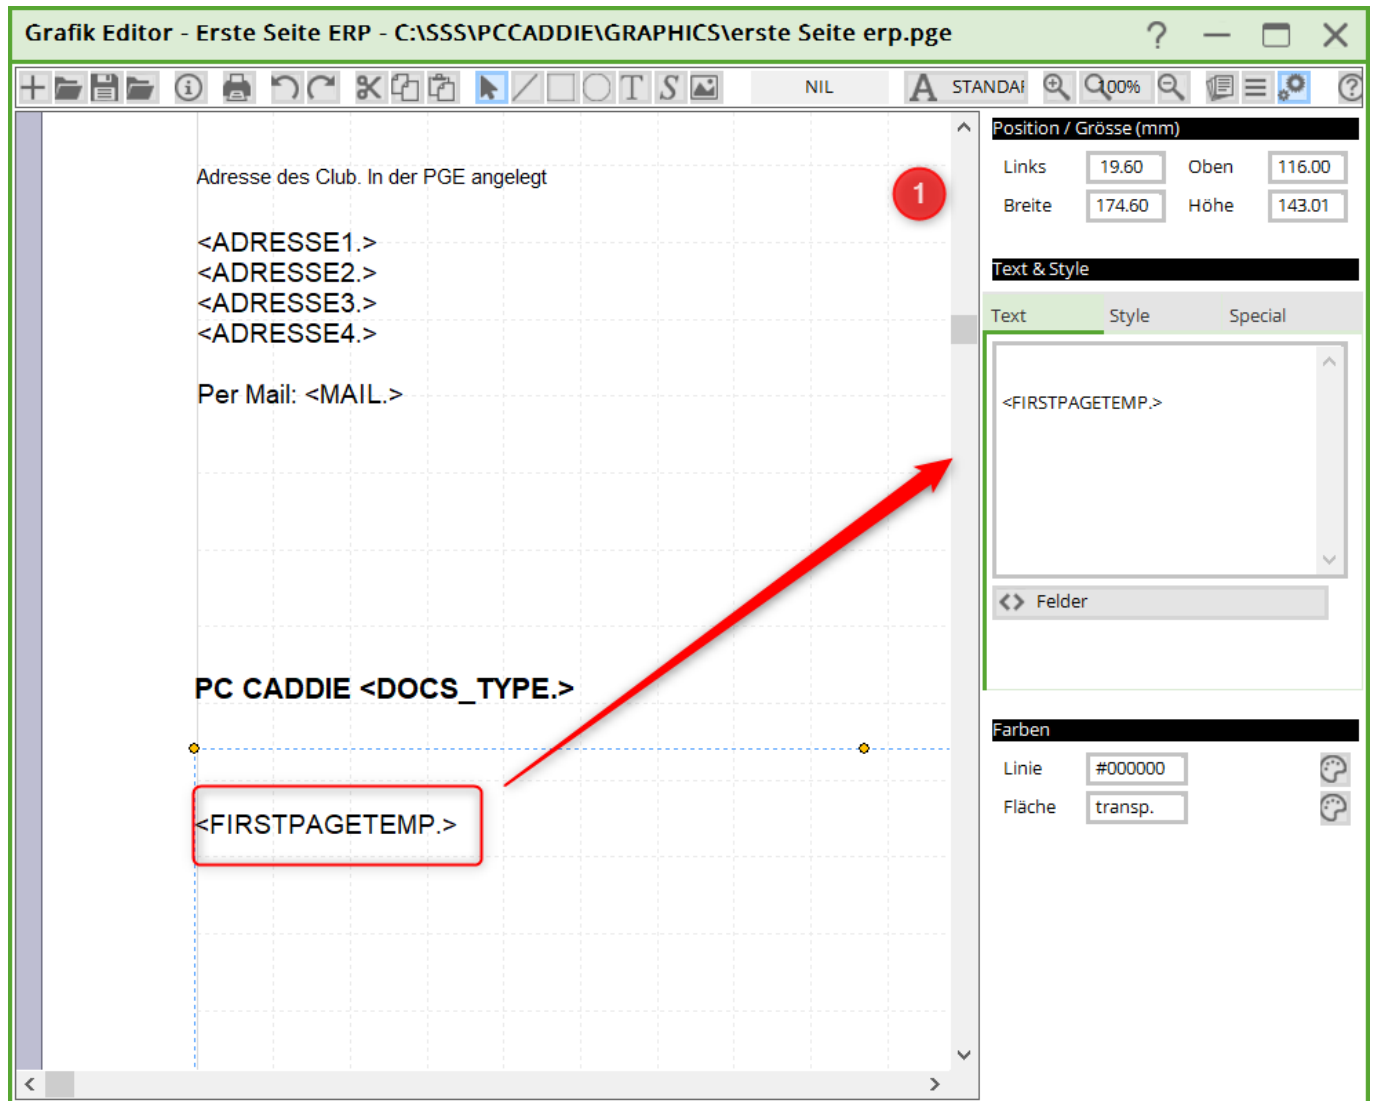 Grafik Editor - Erste Seite ERP - C:\SSS\PCCADDIE\GRAPHICS\erste Seite erp.pge
NIL
STANDAF
100%
Adresse des Club. In der PGE angelegt
1
<ADRESSE1.>
<ADRESSE2.>
<ADRESSE3.>
<ADRESSE4.>
Per Mail: <MAIL.>
PC CADDIE <DOCS_TYPE.>
<FIRSTPAGETEMP.>
Position / Grösse (mm)
Links 19.60 Oben 116.00
Breite 174.60 Höhe 143.01
Text & Style
Text Style Special
<FIRSTPAGETEMP.>
<> Felder
Farben
Linie #000000
Fläche transp.